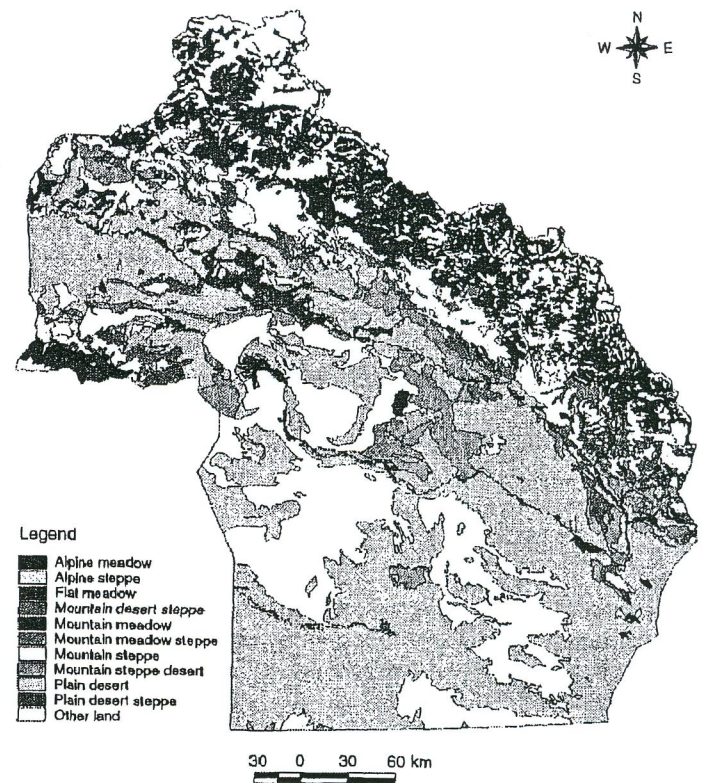 N
W E
S
Legend
Alpine meadow
Alpine steppe
Flat meadow
Mountain desert steppe
Mountain meadow
Mountain meadow steppe
Mountain steppe
Mountain steppe desert
Plain desert
Plain desert steppe
Other land
30 0 30 60 km